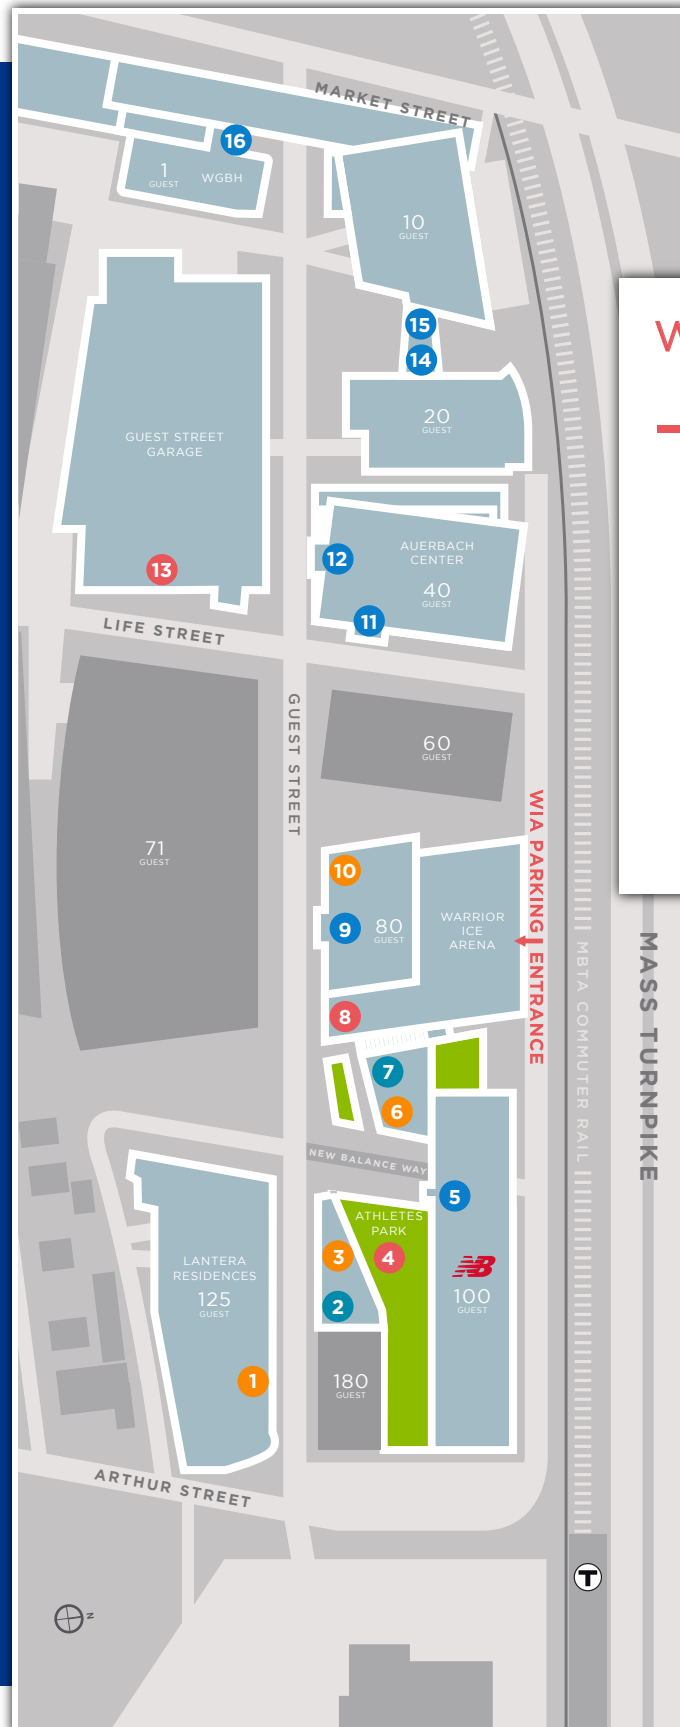 MARKET STREET
16
1
GUEST
WGBH
10
GUEST
15
14
20
GUEST
GUEST STREET
GARAGE
AUERBACH
CENTER
12
40
GUEST
13
11
LIFE STREET
GUEST STREET
60
GUEST
71
GUEST
WIA PARKING ENTRANCE
10
9
80
GUEST
WARRIOR
ICE
ARENA
8
MBTA COMMUTER RAIL
MASS TURNPIKE
7
6
NEW BALANCE WAY
5
ATHLETES
PARK
3
4
NB
2
100
GUEST
LANTERA
RESIDENCES
125
GUEST
1
180
GUEST
ARTHUR STREET
T
N
W